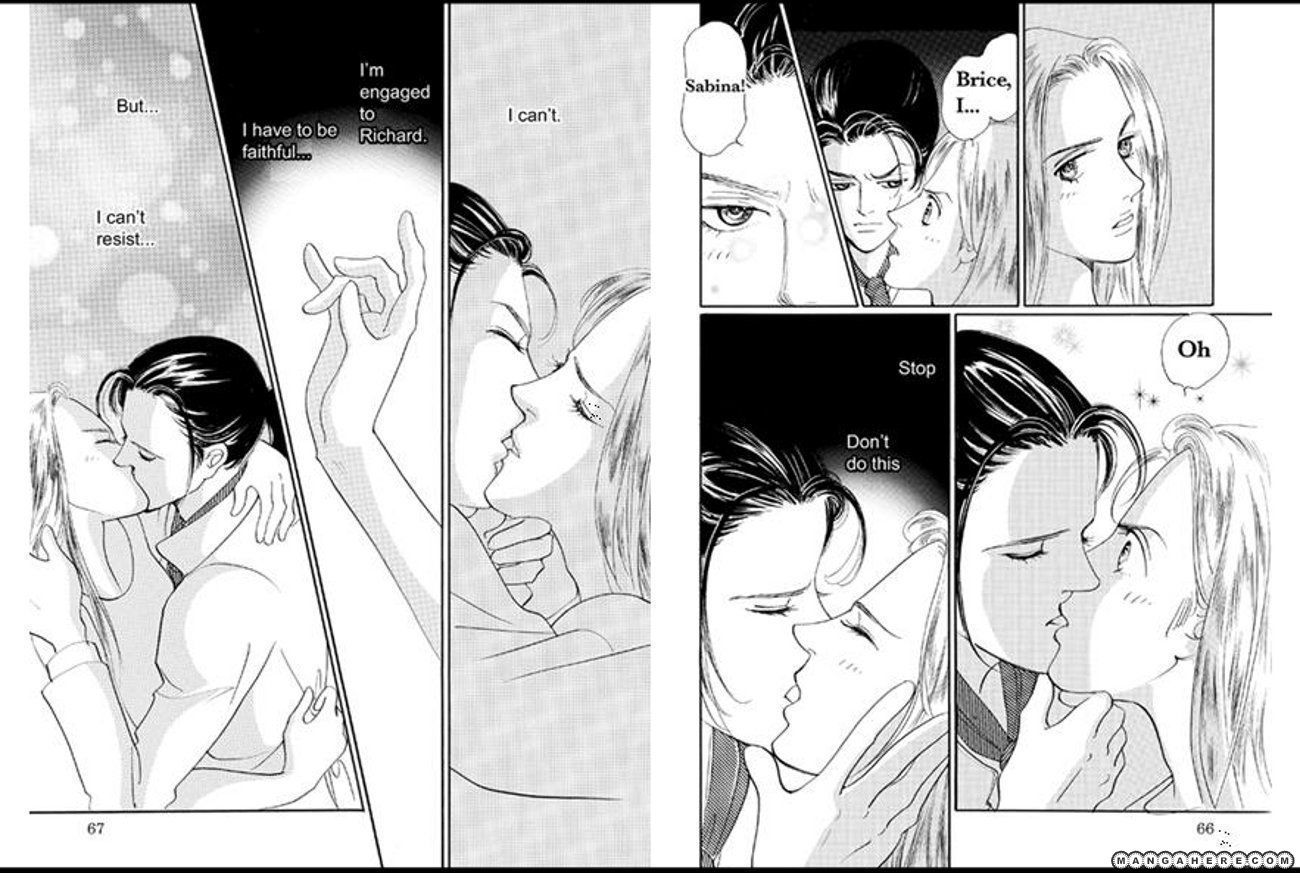 Brice,
I...
Sabina!
Oh
Stop
Don't
do this
66
I can't.
I'm
engaged
to
Richard.
I have to be
faithful...
But...
I can't
resist...
67
MANGAHERE.COM